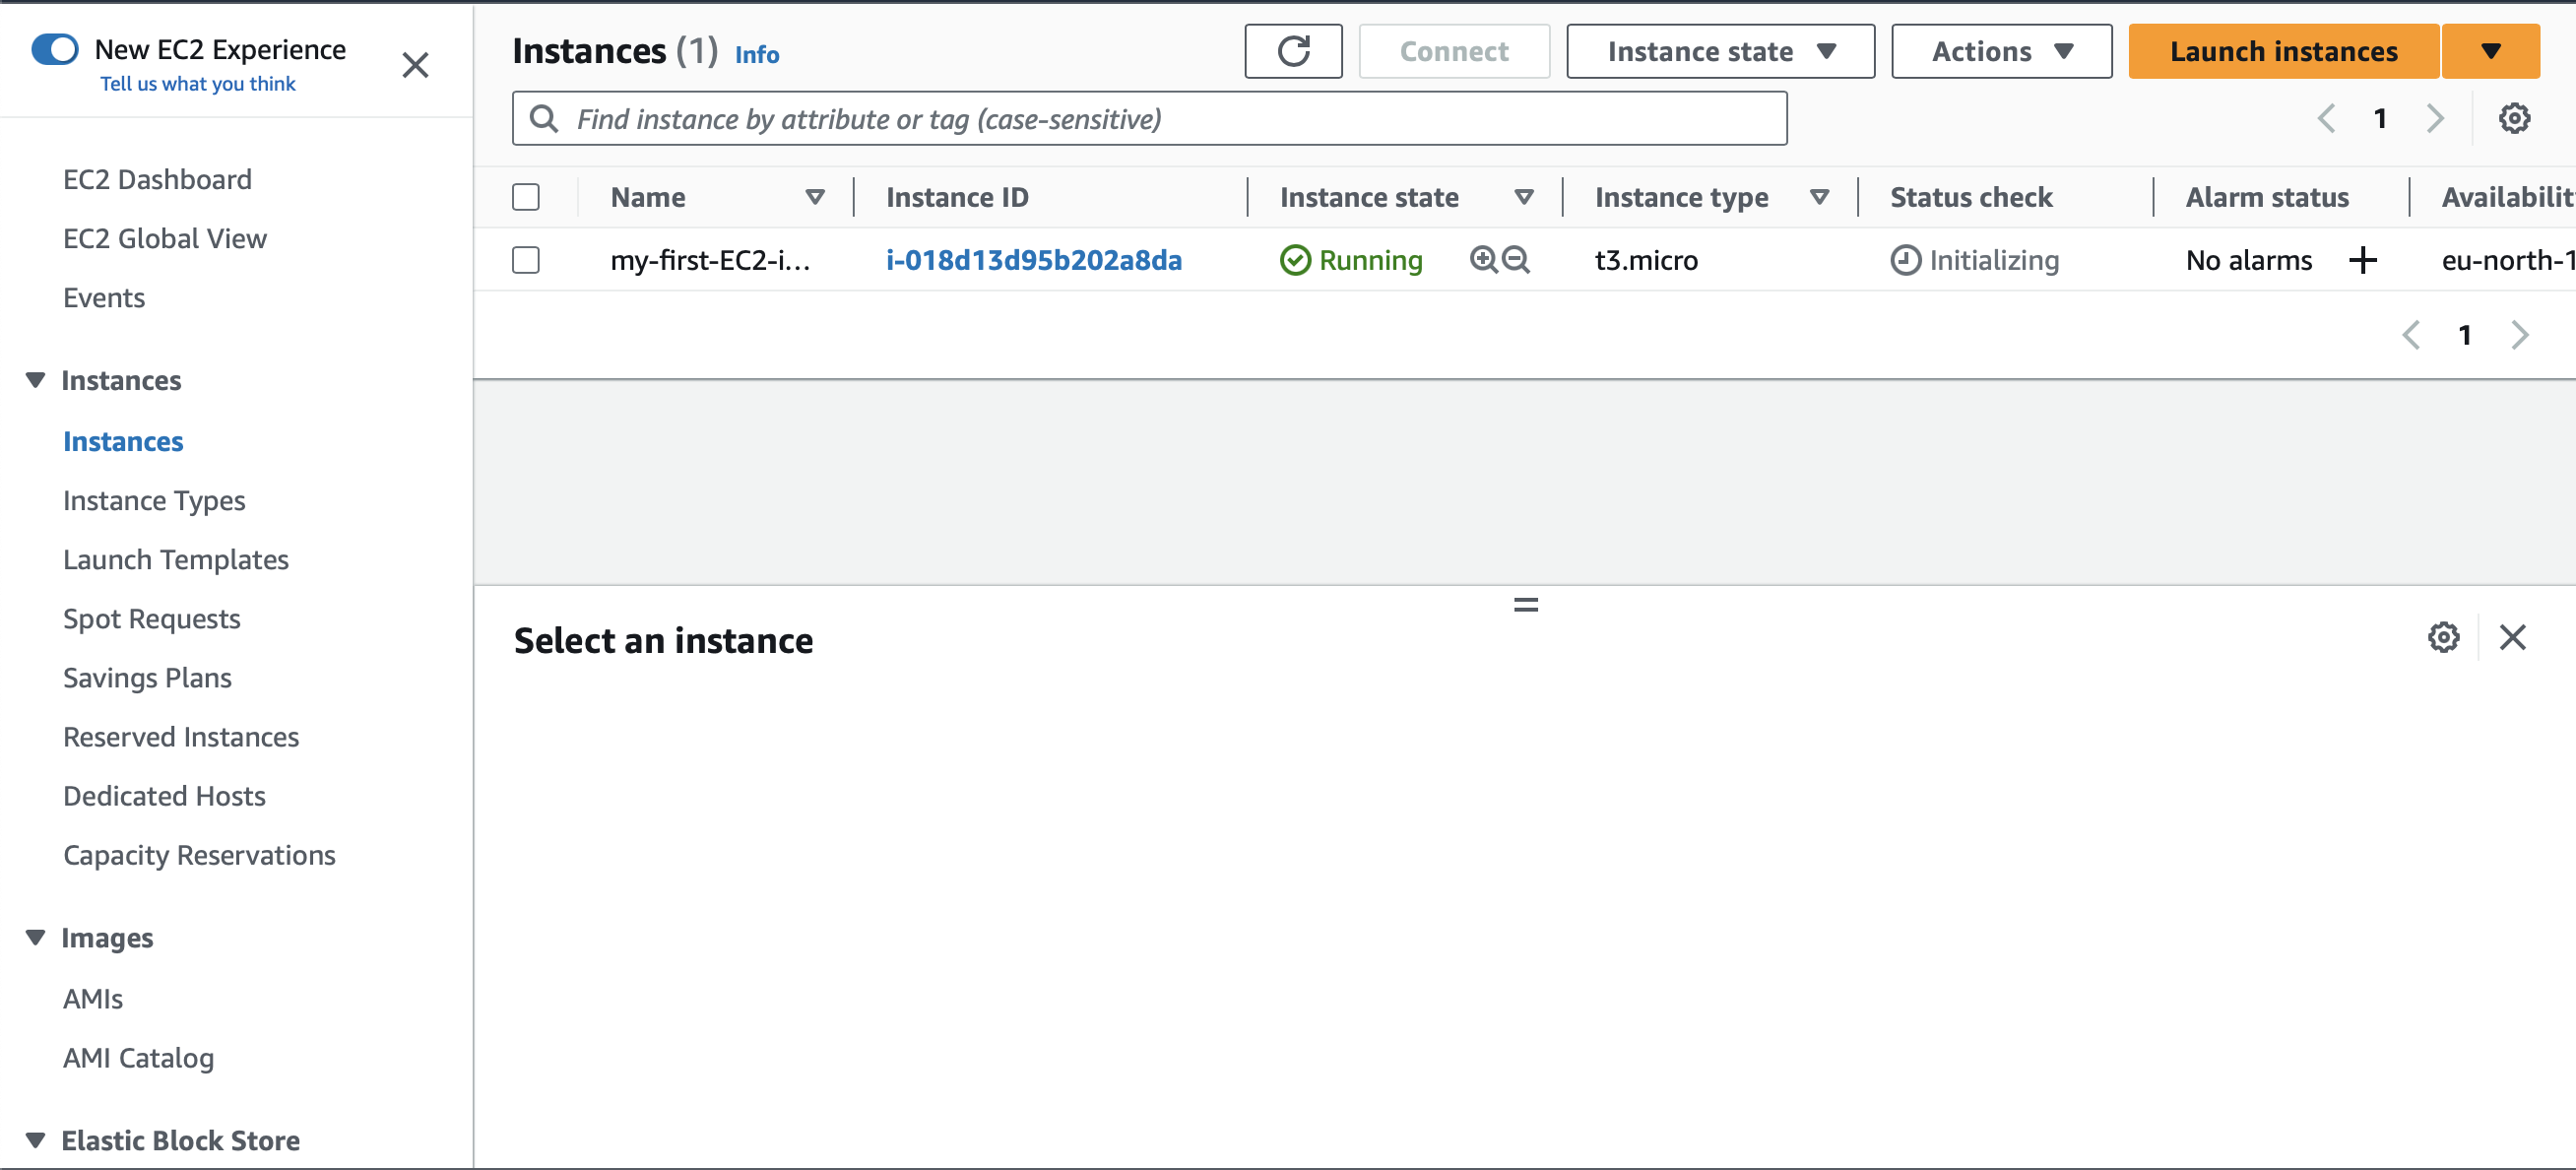 New EC2 Experience
Tell us what you think
EC2 Dashboard
EC2 Global View
Events
Instances
Instances
Instance Types
Launch Templates
Spot Requests
Savings Plans
Reserved Instances
Dedicated Hosts
Capacity Reservations
Images
AMIs
AMI Catalog
Elastic Block Store
Instances (1) Info
Connect
Instance state
Actions
Launch instances
Find instance by attribute or tag (case-sensitive)
1
Name Instance ID Instance state Instance type Status check Alarm status Availabilit
my-first-EC2-i... i-018d13d95b202a8da Running t3.micro Initializing No alarms + eu-north-1
1
Select an instance